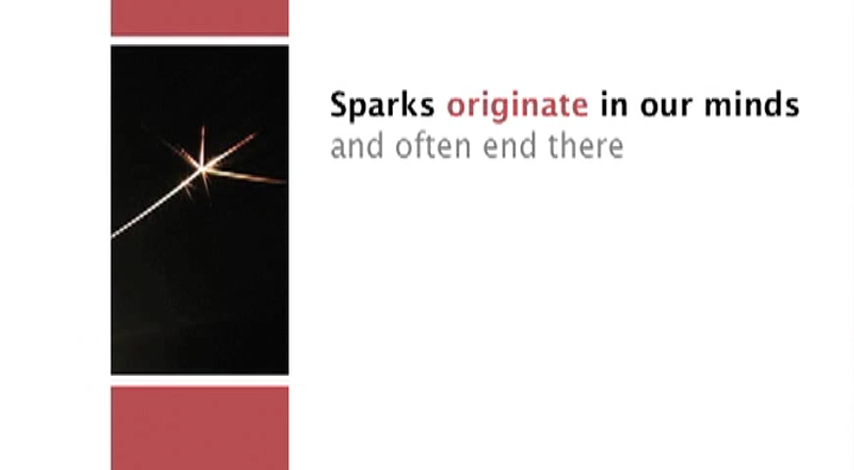 Sparks originate in our minds
and often end there